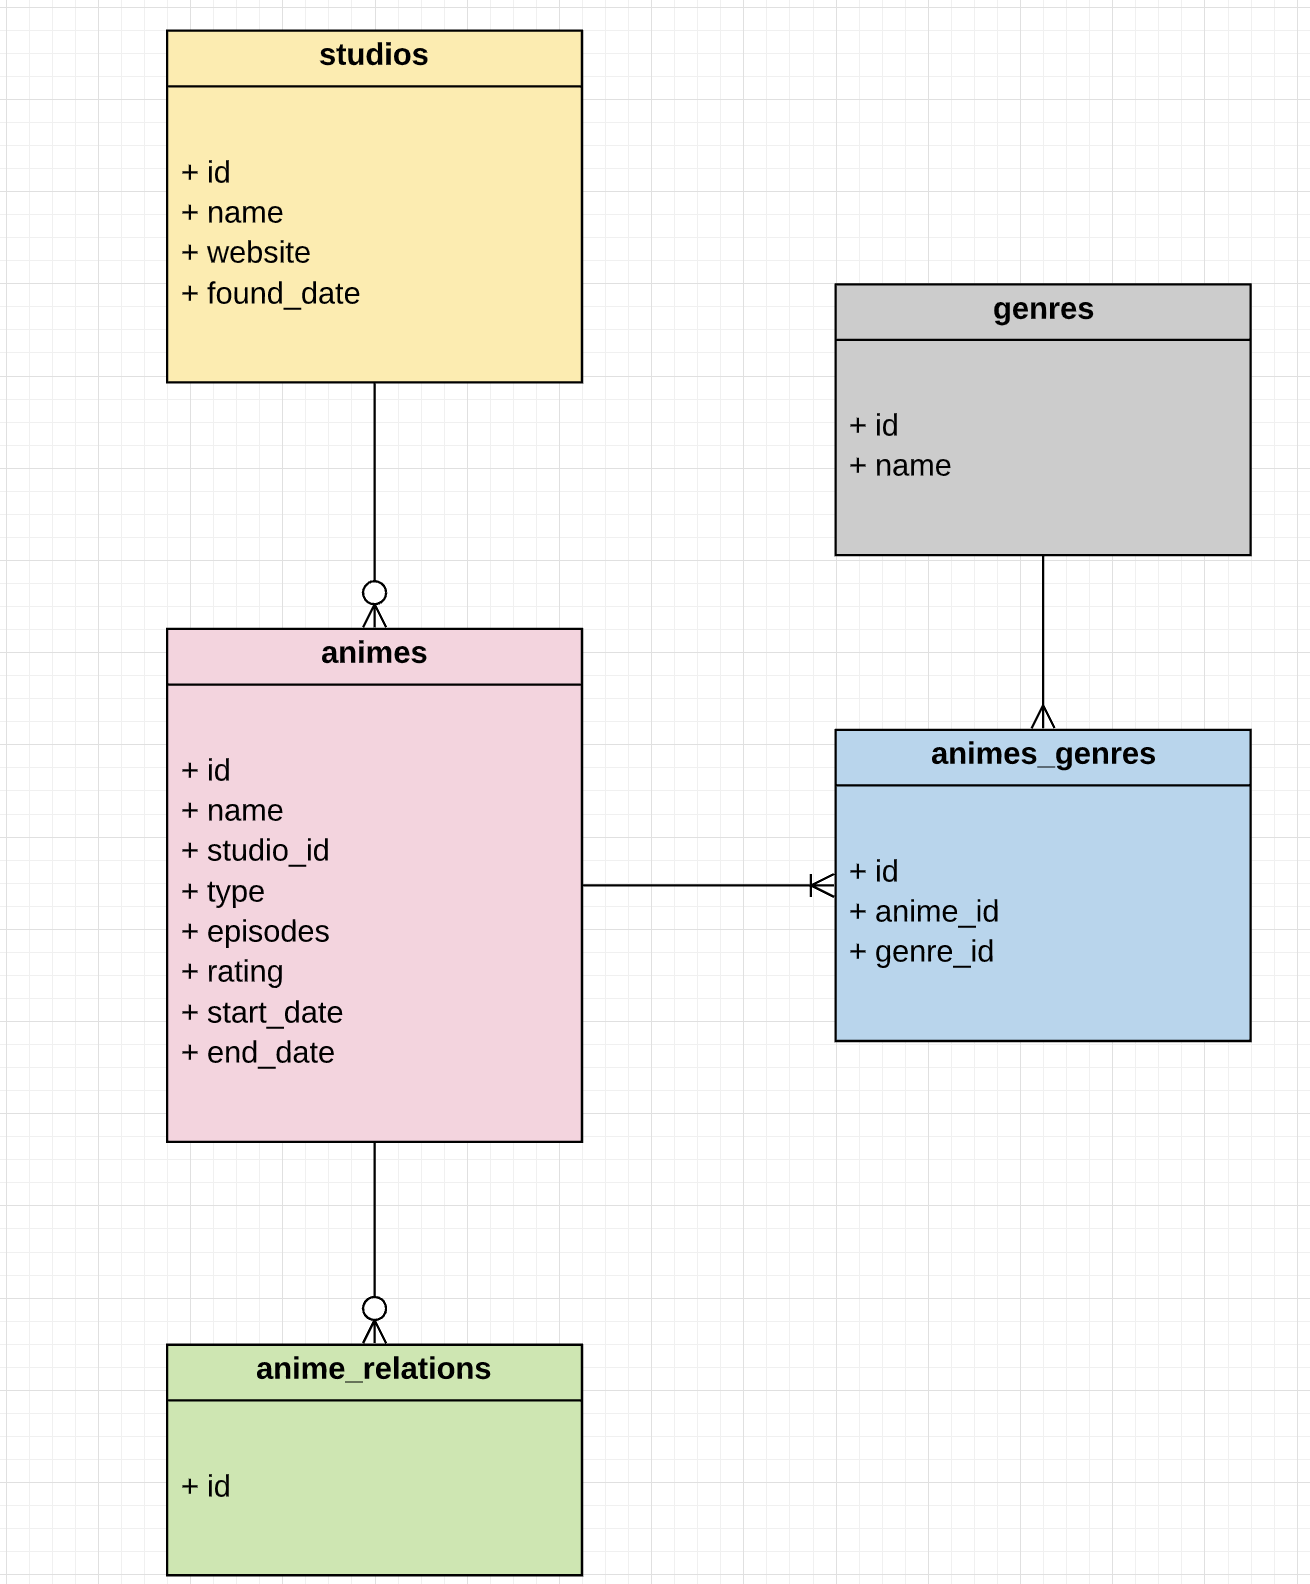 studios
+ id
+ name
+ website
+ found_date
genres
+ id
+ name
animes
+ id
+ name
+ studio_id
+ type
+ episodes
+ rating
+ start_date
+ end_date
animes_genres
+ id
+ anime_id
+ genre_id
anime_relations
+ id